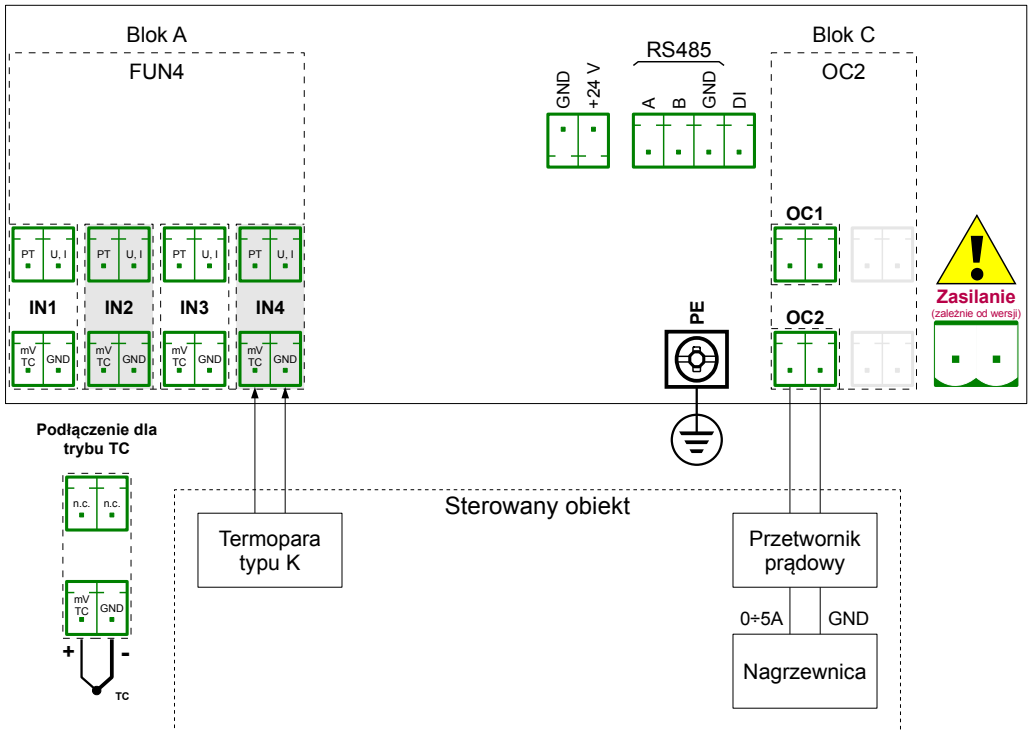 Blok A
FUN4
GND
+24 V
RS485
A
B
GND
DI
Blok C
OC2
PT U, I
PT U, I
PT U, I
PT U, I
IN1
IN2
IN3
IN4
mV TC GND
mV TC GND
mV TC GND
mV TC GND
PE
OC1
OC2
Zasilanie
(zależnie od wersji)
Podłączenie dla
trybu TC
n.c. n.c.
mV TC GND
+ -
TC
Sterowany obiekt
Termopara
typu K
Przetwornik
prądowy
0÷5A GND
Nagrzewnica